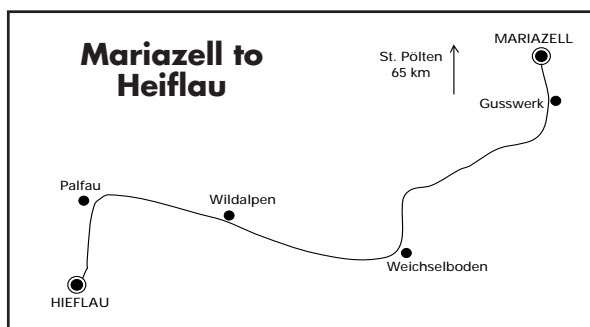 Mariazell to
Heiflau
St. Pölten
65 km
MARIAZELL
Gusswerk
Palfau
Wildalpen
Weichselboden
HIEFLAU